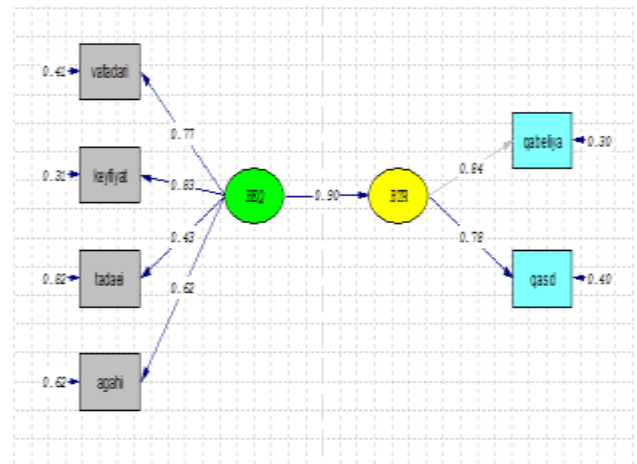 0.41 vafadari
0.77
qabeliya 0.30
0.84
0.31 keyfiyat
0.83
0.90
0.43
0.78
0.82 tadaei
qasd 0.40
0.62
0.62 agahi